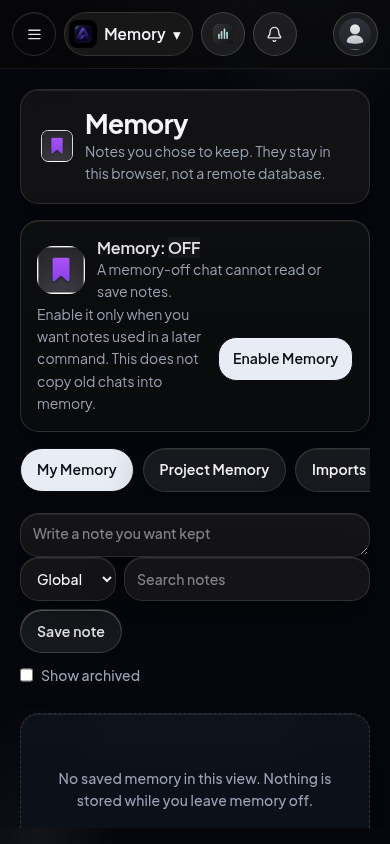 Memory ▾
Memory
Notes you chose to keep. They stay in
this browser, not a remote database.
Memory: OFF
A memory-off chat cannot read or
save notes.
Enable it only when you
want notes used in a later
command. This does not
copy old chats into
memory.
Enable Memory
My Memory
Project Memory
Imports
Write a note you want kept
Global
Search notes
Save note
Show archived
No saved memory in this view. Nothing is
stored while you leave memory off.